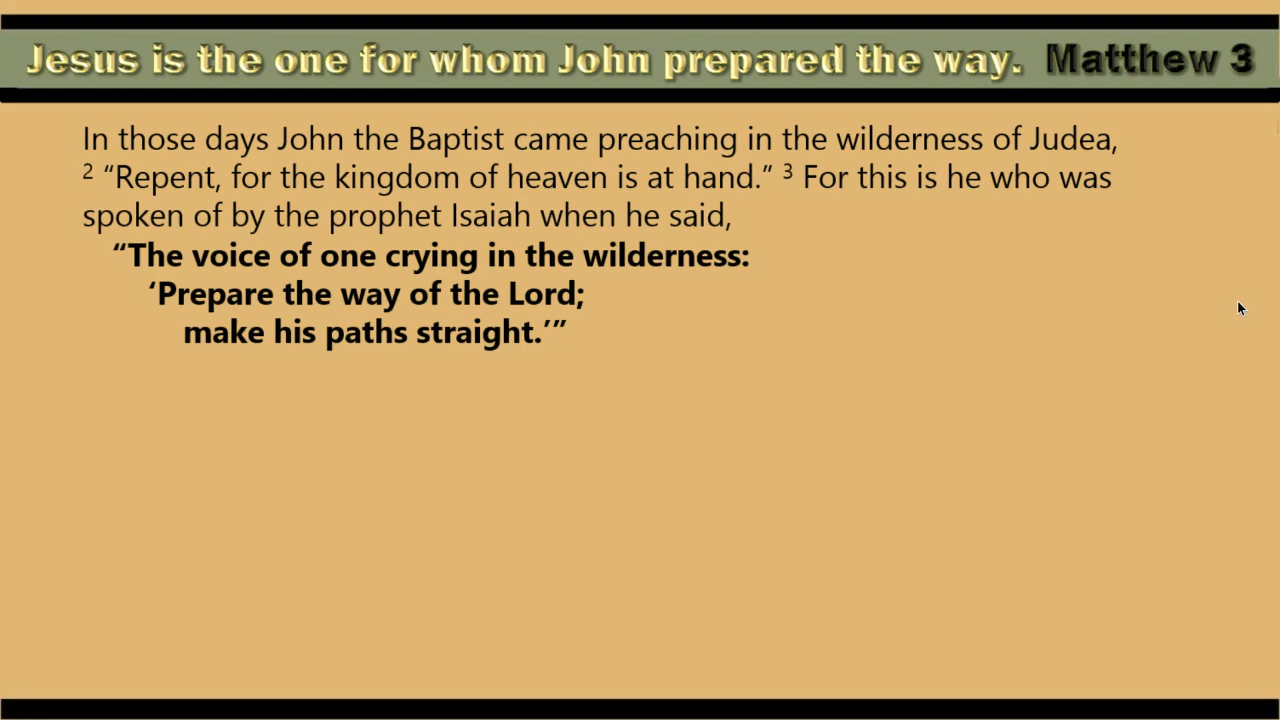 Jesus is the one for whom John prepared the way. Matthew 3
In those days John the Baptist came preaching in the wilderness of Judea,
² “Repent, for the kingdom of heaven is at hand.” ³ For this is he who was
spoken of by the prophet Isaiah when he said,
“The voice of one crying in the wilderness:
‘Prepare the way of the Lord;
make his paths straight.’”